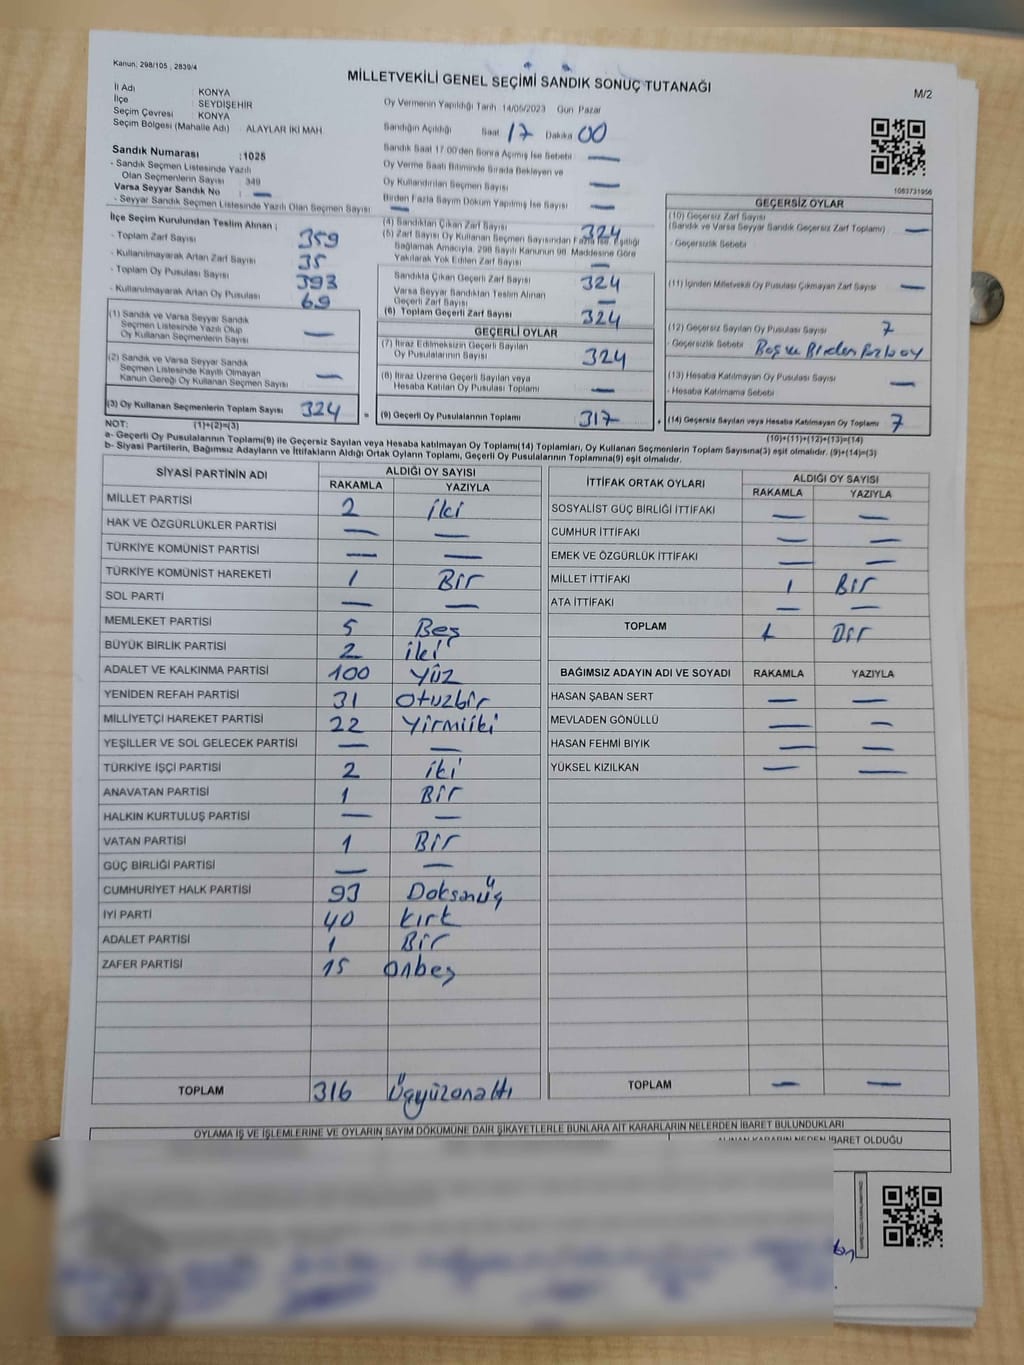 Kanun: 298/105 , 2839/4
MİLLETVEKİLİ GENEL SEÇİMİ SANDIK SONUÇ TUTANAĞI
M/2
İl Adı : KONYA
İlçe : SEYDİŞEHİR
Seçim Çevresi : KONYA
Seçim Bölgesi (Mahalle Adı) : ALAYLAR İKİ MAH
Sandık Numarası :1025
- Sandık Seçmen Listesinde Yazılı
Olan Seçmenlerin Sayısı : 349
Varsa Seyyar Sandık No : —
- Seyyar Sandık Seçmen Listesinde Yazılı Olan Seçmen Sayısı —
Oy Vermenin Yapıldığı Tarih 14/05/2023 Gün Pazar
Sandığın Açıldığı Saat 17 Dakika 00
Sandık Saat 17:00'den Sonra Açılmış İse Sebebi —
Oy Verme Saati Bitiminde Sırada Bekleyen ve
Oy Kullandırılan Seçmen Sayısı —
Birden Fazla Sayım Döküm Yapılmış İse Sayısı —
1063731956
İlçe Seçim Kurulundan Teslim Alınan ;
- Toplam Zarf Sayısı 359
- Kullanılmayarak Artan Zarf Sayısı 35
- Toplam Oy Pusulası Sayısı 393
- Kullanılmayarak Artan Oy Pusulası 69
(1) Sandık ve Varsa Seyyar Sandık
Seçmen Listesinde Yazılı Olup
Oy Kullanan Seçmenlerin Sayısı —
(2) Sandık ve Varsa Seyyar Sandık
Seçmen Listesinde Kayıtlı Olmayan
Kanun Gereği Oy Kullanan Seçmen Sayısı —
(3) Oy Kullanan Seçmenlerin Toplam Sayısı 324 =
(4) Sandıktan Çıkan Zarf Sayısı 324
(5) Zarf Sayısı Oy Kullanan Seçmen Sayısından Fazla İse, Eşitliği
Sağlamak Amacıyla, 298 Sayılı Kanunun 98. Maddesine Göre
Yakılarak Yok Edilen Zarf Sayısı —
Sandıkta Çıkan Geçerli Zarf Sayısı 324
Varsa Seyyar Sandıktan Teslim Alınan
Geçerli Zarf Sayısı —
(6) Toplam Geçerli Zarf Sayısı 324
GEÇERLİ OYLAR
(7) İtiraz Edilmeksizin Geçerli Sayılan
Oy Pusulalarının Sayısı 324
(8) İtiraz Üzerine Geçerli Sayılan veya
Hesaba Katılan Oy Pusulası Toplamı —
(9) Geçerli Oy Pusulalarının Toplamı 317 +
GEÇERSİZ OYLAR
(10) Geçersiz Zarf Sayısı
(Sandık ve Varsa Seyyar Sandık Geçersiz Zarf Toplamı) —
- Geçersizlik Sebebi
(11) İçinden Milletvekili Oy Pusulası Çıkmayan Zarf Sayısı —
(12) Geçersiz Sayılan Oy Pusulası Sayısı 7
- Geçersizlik Sebebi Boş ve Birden Fazla oy
(13) Hesaba Katılmayan Oy Pusulası Sayısı —
- Hesaba Katılmama Sebebi
(14) Geçersiz Sayılan veya Hesaba Katılmayan Oy Toplamı 7
NOT: (1)+(2)=(3) (10)+(11)+(12)+(13)=(14)
a- Geçerli Oy Pusulalarının Toplamı(9) ile Geçersiz Sayılan veya Hesaba katılmayan Oy Toplamı(14) Toplamları, Oy Kullanan Seçmenlerin Toplam Sayısına(3) eşit olmalıdır. (9)+(14)=(3)
b- Siyasi Partilerin, Bağımsız Adayların ve İttifakların Aldığı Ortak Oyların Toplamı, Geçerli Oy Pusulalarının Toplamına(9) eşit olmalıdır.
SİYASİ PARTİNİN ADI ALDIĞI OY SAYISI
RAKAMLA YAZIYLA
MİLLET PARTİSİ 2 iki
HAK VE ÖZGÜRLÜKLER PARTİSİ — —
TÜRKİYE KOMÜNİST PARTİSİ — —
TÜRKİYE KOMÜNİST HAREKETİ 1 Bir
SOL PARTİ — —
MEMLEKET PARTİSİ 5 Beş
BÜYÜK BİRLİK PARTİSİ 2 iki
ADALET VE KALKINMA PARTİSİ 100 yüz
YENİDEN REFAH PARTİSİ 31 otuzbir
MİLLİYETÇİ HAREKET PARTİSİ 22 yirmiiki
YEŞİLLER VE SOL GELECEK PARTİSİ — —
TÜRKİYE İŞÇİ PARTİSİ 2 iki
ANAVATAN PARTİSİ 1 Bir
HALKIN KURTULUŞ PARTİSİ — —
VATAN PARTİSİ 1 Bir
GÜÇ BİRLİĞİ PARTİSİ — —
CUMHURİYET HALK PARTİSİ 93 Doksanüç
İYİ PARTİ 40 kırk
ADALET PARTİSİ 1 Bir
ZAFER PARTİSİ 15 onbeş
TOPLAM 316 Üçyüzonaltı
İTTİFAK ORTAK OYLARI ALDIĞI OY SAYISI
RAKAMLA YAZIYLA
SOSYALİST GÜÇ BİRLİĞİ İTTİFAKI — —
CUMHUR İTTİFAKI — —
EMEK VE ÖZGÜRLÜK İTTİFAKI — —
MİLLET İTTİFAKI 1 Bir
ATA İTTİFAKI — —
TOPLAM 1 Bir
BAĞIMSIZ ADAYIN ADI VE SOYADI RAKAMLA YAZIYLA
HASAN ŞABAN SERT — —
MEVLADEN GÖNÜLLÜ — —
HASAN FEHMİ BIYIK — —
YÜKSEL KIZILKAN — —
TOPLAM — —
OYLAMA İŞ VE İŞLEMLERİNE VE OYLARIN SAYIM DÖKÜMÜNE DAİR ŞİKAYETLERLE BUNLARA AİT KARARLARIN NELERDEN İBARET BULUNDUKLARI
ALINAN KARARIN NEDEN İBARET OLDUĞU